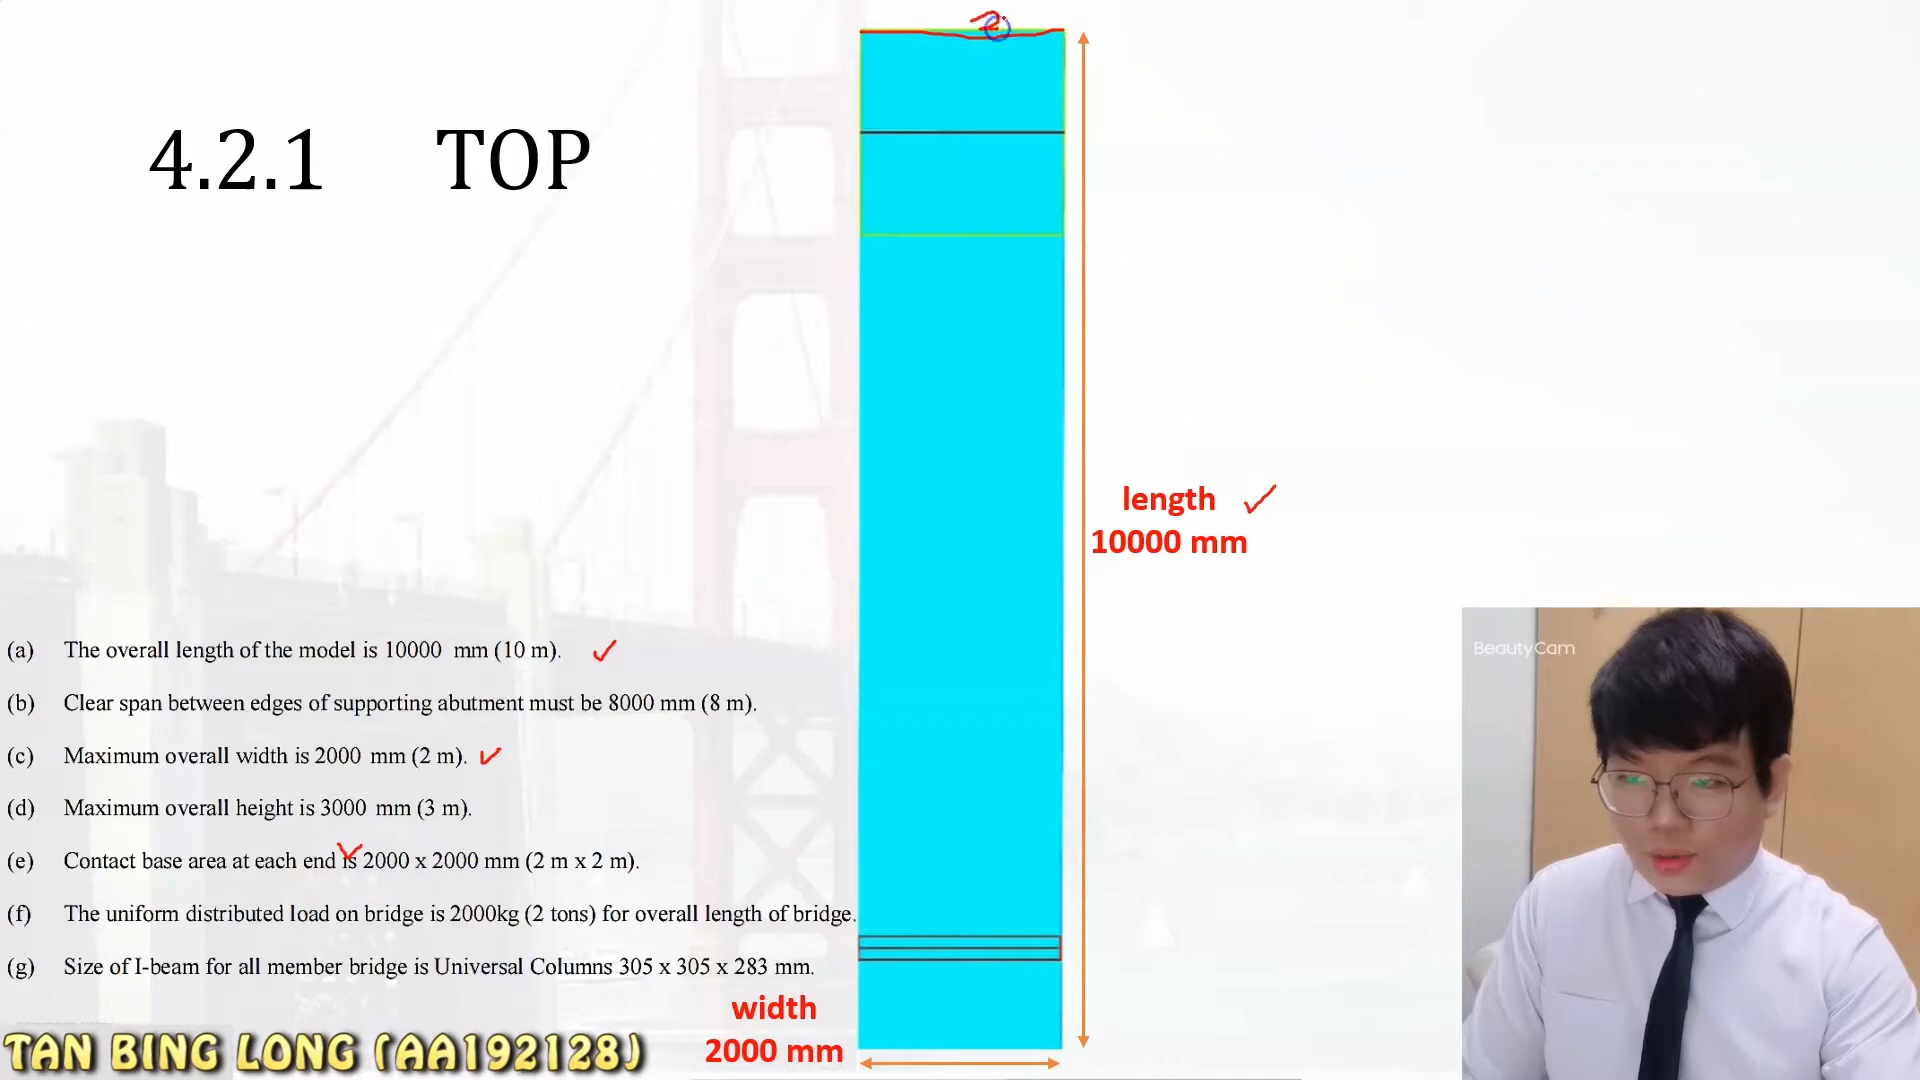 2
4.2.1 TOP
length
10000 mm
(a) The overall length of the model is 10000 mm (10 m).
(b) Clear span between edges of supporting abutment must be 8000 mm (8 m).
(c) Maximum overall width is 2000 mm (2 m).
(d) Maximum overall height is 3000 mm (3 m).
(e) Contact base area at each end is 2000 x 2000 mm (2 m x 2 m).
(f) The uniform distributed load on bridge is 2000kg (2 tons) for overall length of bridge.
(g) Size of I-beam for all member bridge is Universal Columns 305 x 305 x 283 mm.
width
2000 mm
TAN BING LONG (AA192128)
BeautyCam